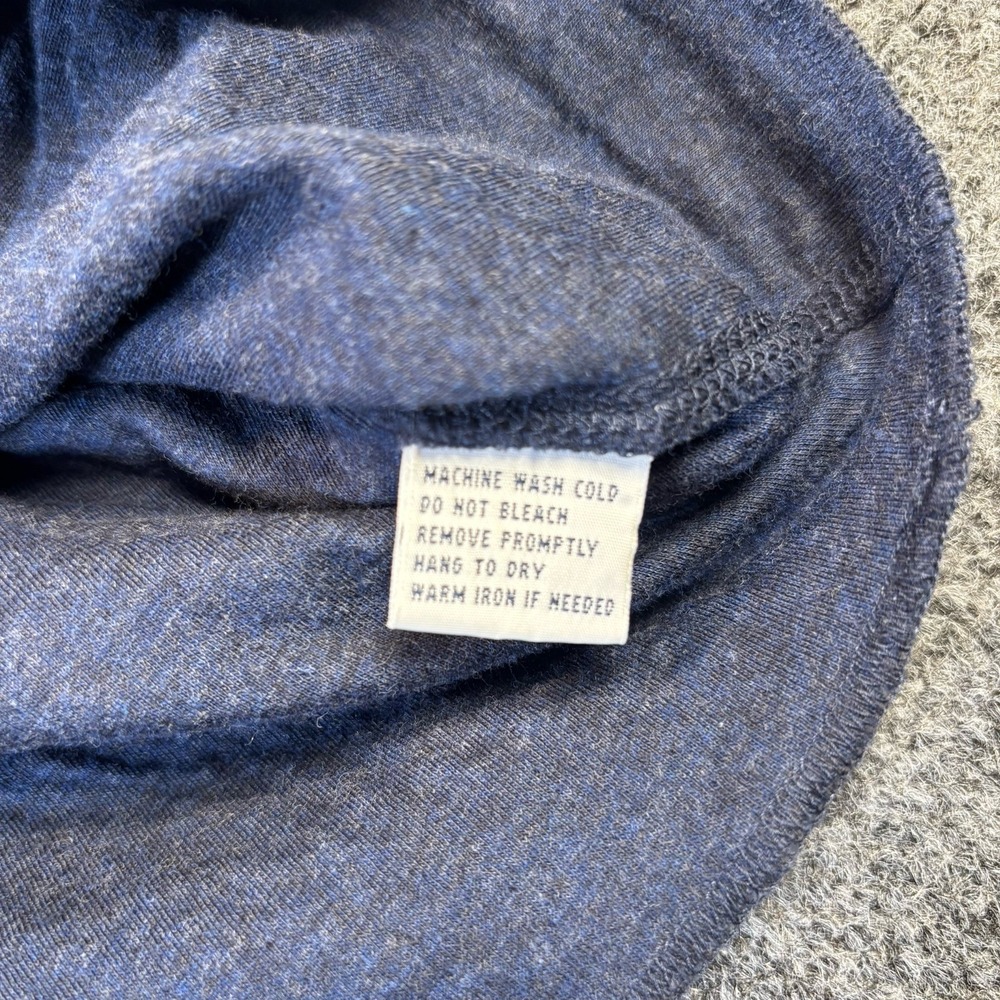 MACHINE WASH COLD
DO NOT BLEACH
REMOVE PROMPTLY
HANG TO DRY
WARM IRON IF NEEDED